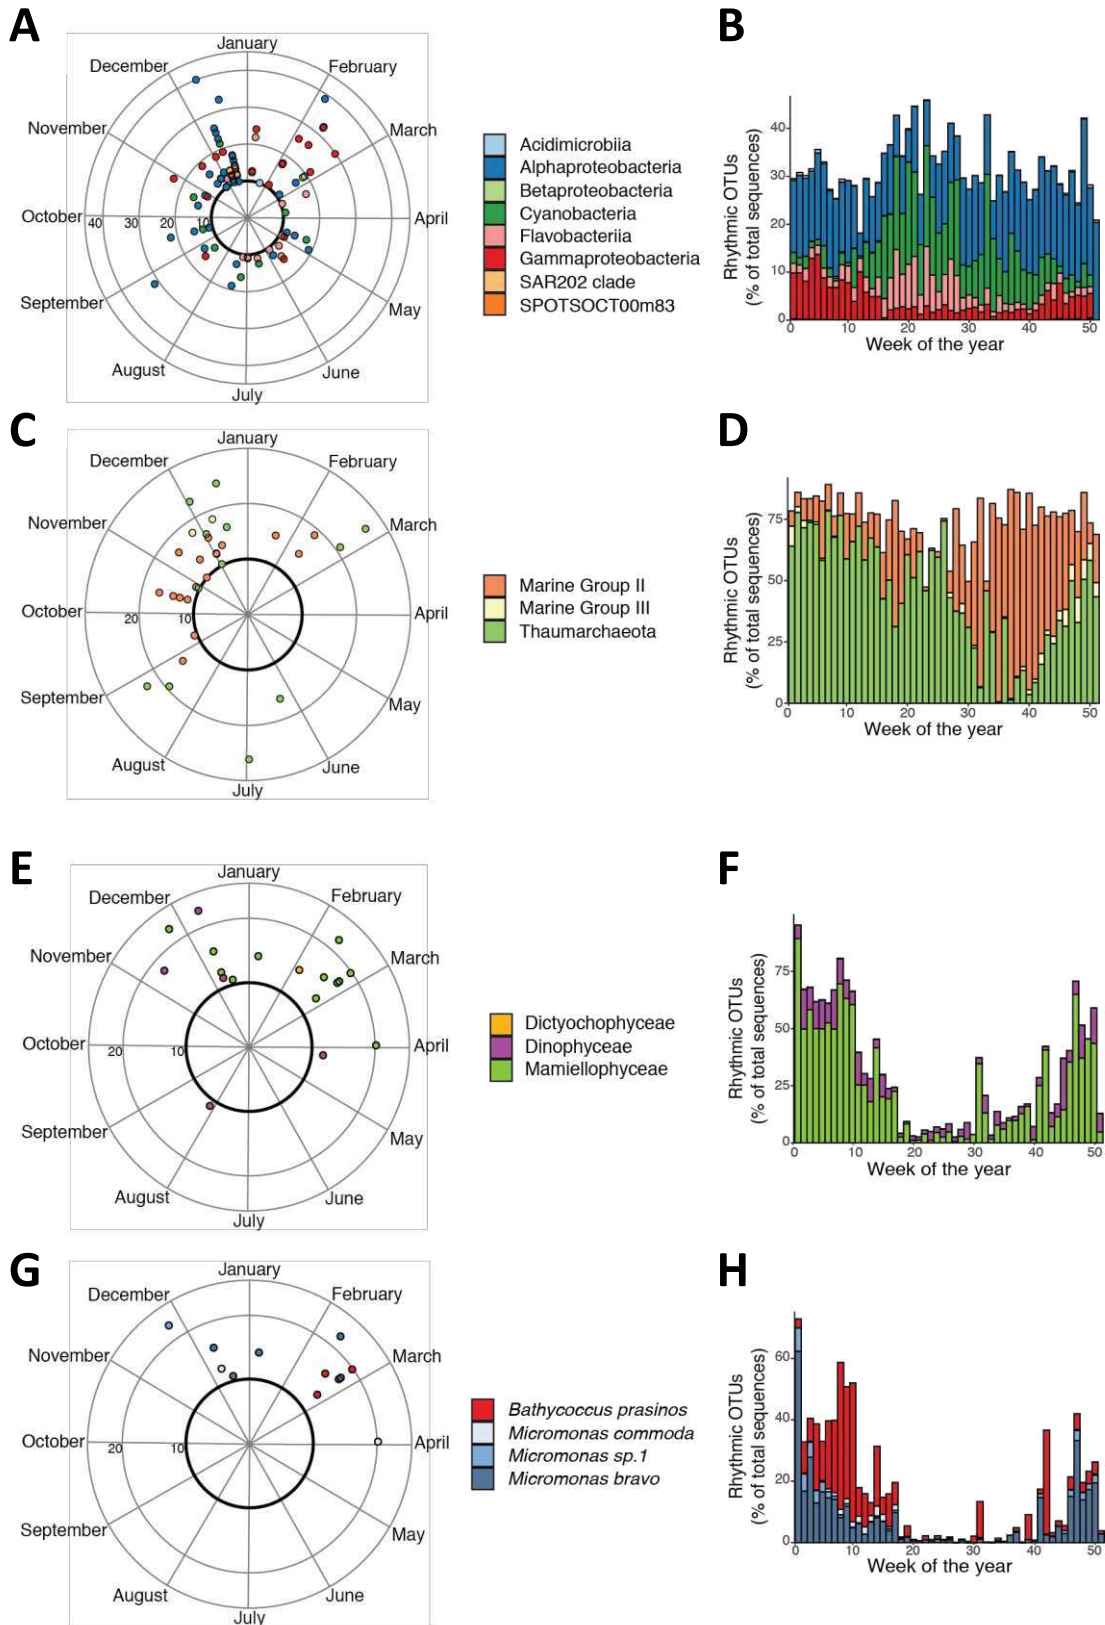 A
January
December
February
November
March
October
40
30
20
10
April
September
May
August
June
July
Acidimicrobiia
Alphaproteobacteria
Betaproteobacteria
Cyanobacteria
Flavobacteriia
Gammaproteobacteria
SAR202 clade
SPOTSOCT00m83
B
Rhythmic OTUs
(% of total sequences)
40
30
20
10
0
0 10 20 30 40 50
Week of the year
C
January
December
February
November
March
October
20
10
April
September
May
August
June
July
Marine Group II
Marine Group III
Thaumarchaeota
D
Rhythmic OTUs
(% of total sequences)
75
50
25
0
0 10 20 30 40 50
Week of the year
E
January
December
February
November
March
October
20
10
April
September
May
August
June
July
Dictyochophyceae
Dinophyceae
Mamiellophyceae
F
Rhythmic OTUs
(% of total sequences)
75
50
25
0
0 10 20 30 40 50
Week of the year
G
January
December
February
November
March
October
20
10
April
September
May
August
June
July
Bathycoccus prasinos
Micromonas commoda
Micromonas sp.1
Micromonas bravo
H
Rhythmic OTUs
(% of total sequences)
60
40
20
0
0 10 20 30 40 50
Week of the year